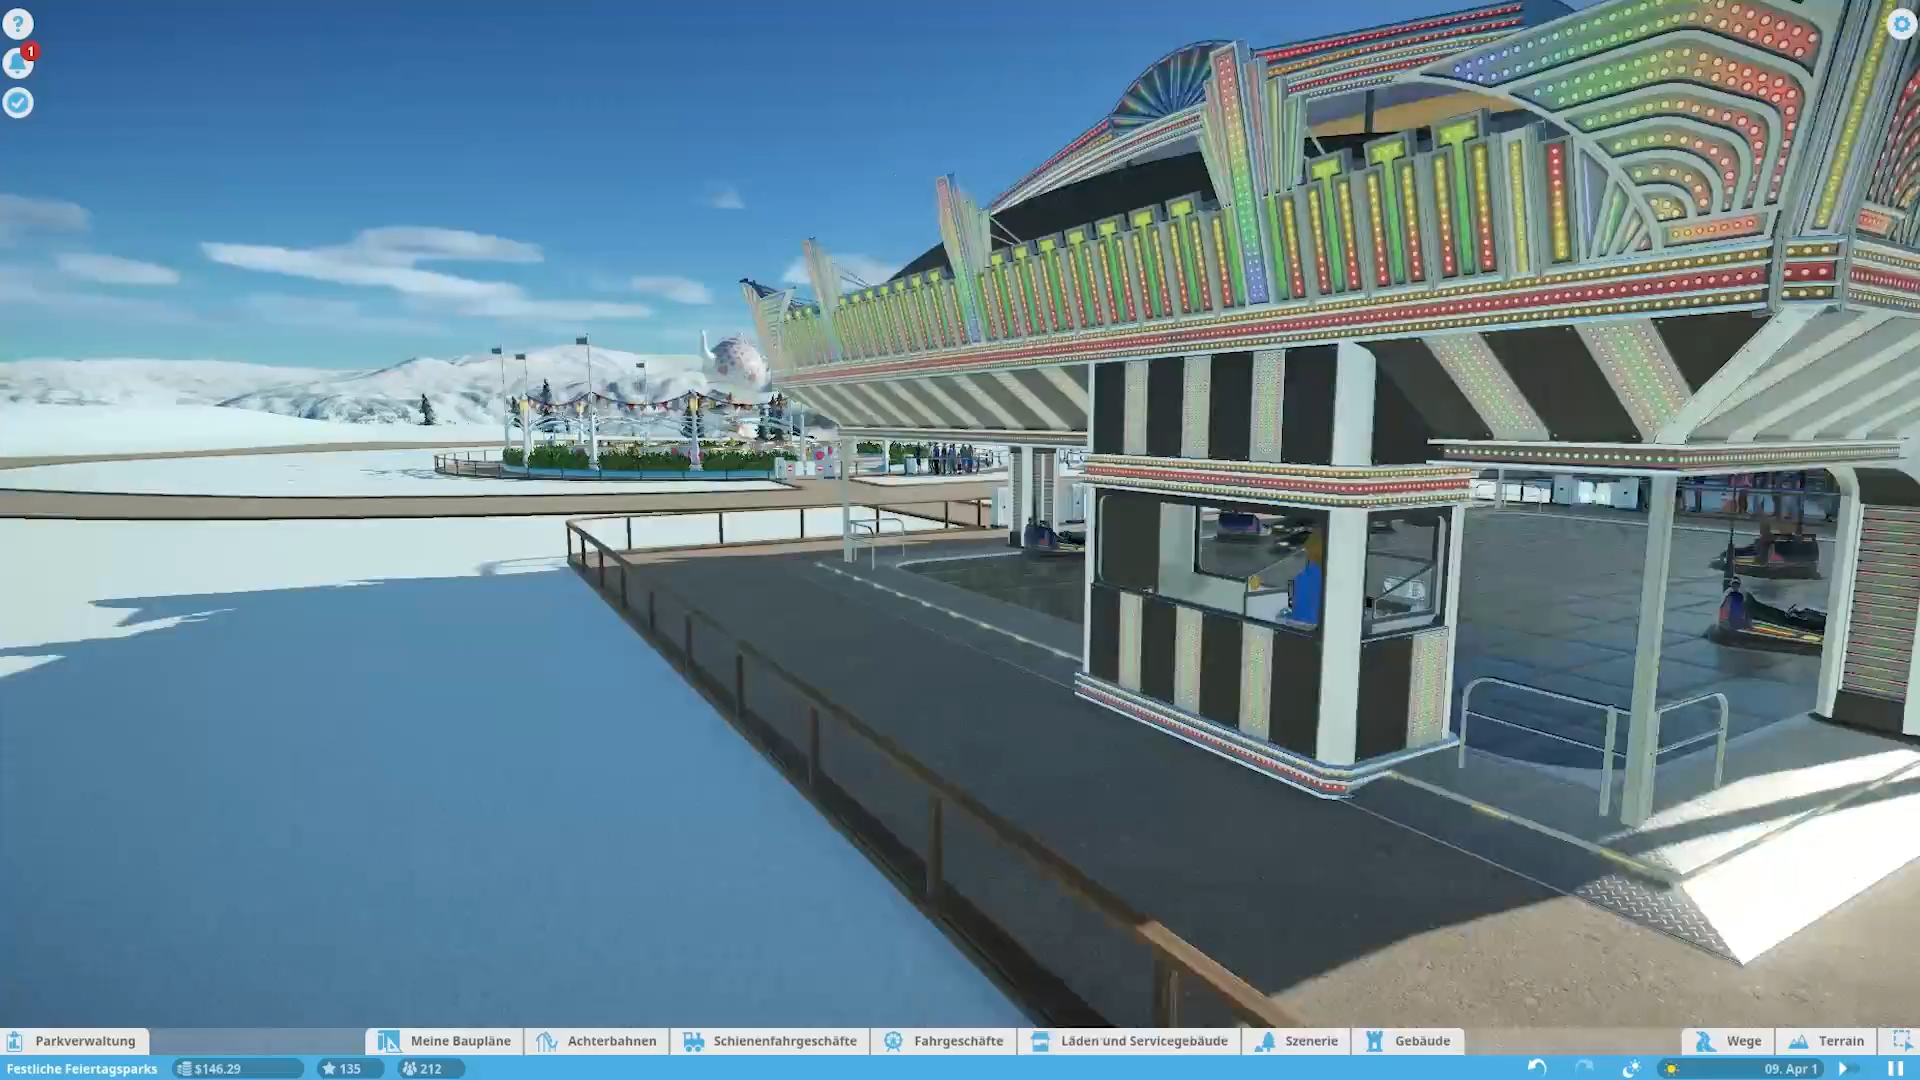 ?
1
Parkverwaltung
Meine Baupläne
Achterbahnen
Schienenfahrgeschäfte
Fahrgeschäfte
Läden und Servicegebäude
Szenerie
Gebäude
Wege
Terrain
Festliche Feiertagsparks
$146.29
135
212
09. Apr 1